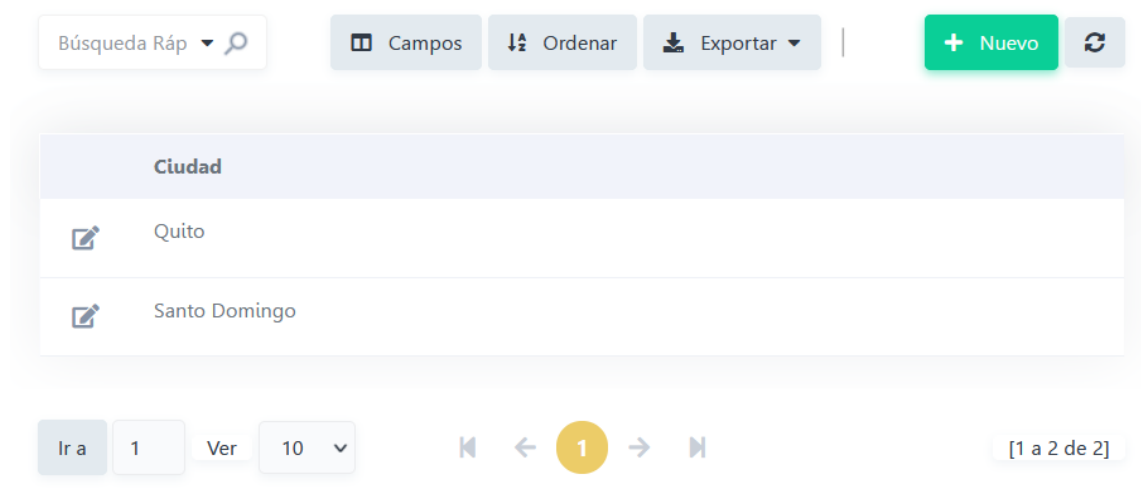 Búsqueda Ráp
Campos
Ordenar
Exportar
Nuevo
Ciudad
Quito
Santo Domingo
Ir a 1 Ver 10 1 [1 a 2 de 2]